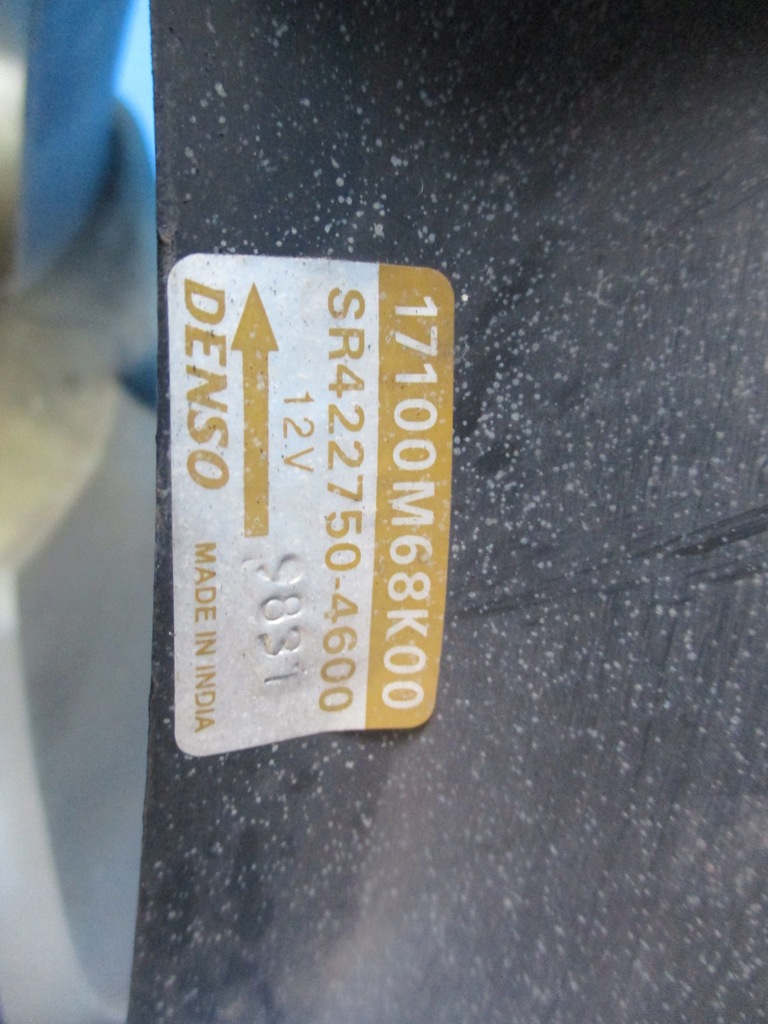 17100M68K00
SR422750-4600
12V
9831
DENSO MADE IN INDIA